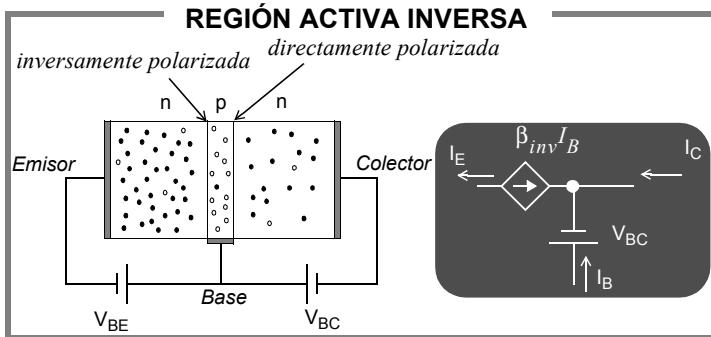 REGIÓN ACTIVA INVERSA
inversamente polarizada
directamente polarizada
n p n
Emisor
Colector
Base
V_BE
V_BC
β_inv I_B
I_E
I_C
V_BC
I_B